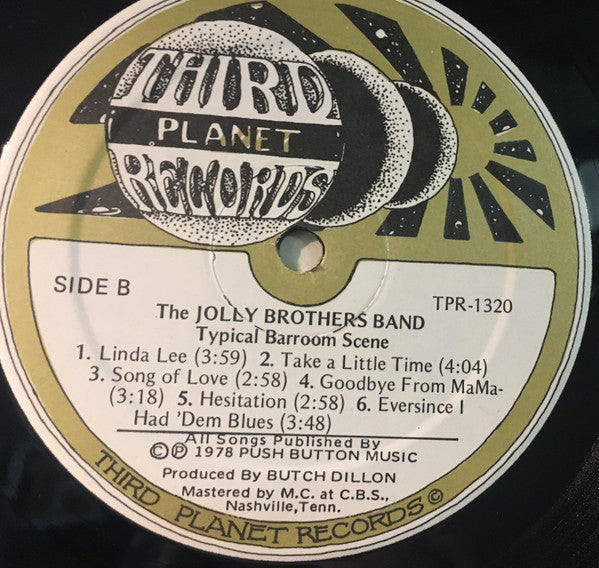 THIRD
PLANET
RECORDS
SIDE B
TPR-1320
The JOLLY BROTHERS BAND
Typical Barroom Scene
1. Linda Lee (3:59) 2. Take a Little Time (4:04)
3. Song of Love (2:58) 4. Goodbye From MaMa-
(3:18) 5. Hesitation (2:58) 6. Eversince I
Had 'Dem Blues (3:48)
All Songs Published By
©℗ 1978 PUSH BUTTON MUSIC
Produced By BUTCH DILLON
Mastered by M.C. at C.B.S.,
Nashville,Tenn.
THIRD PLANET RECORDS ©